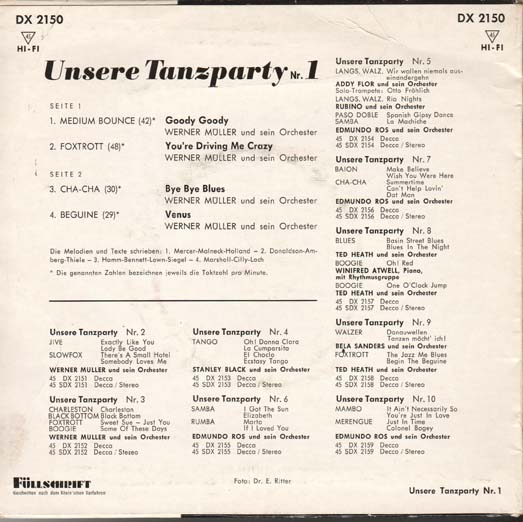 DX 2150
DX 2150
45
HI-FI
45
HI-FI
Unsere Tanzparty Nr. 1
SEITE 1
1. MEDIUM BOUNCE (42)* Goody Goody
WERNER MÜLLER und sein Orchester
2. FOXTROTT (48)* You're Driving Me Crazy
WERNER MÜLLER und sein Orchester
SEITE 2
3. CHA-CHA (30)* Bye Bye Blues
WERNER MÜLLER und sein Orchester
4. BEGUINE (29)* Venus
WERNER MÜLLER und sein Orchester
Die Melodien und Texte schrieben: 1. Mercer-Malneck-Holland – 2. Donaldson-Am-
berg-Thiele – 3. Hamm-Bennett-Lown-Siegel – 4. Marshall-Cilly-Loch
* Die genannten Zahlen bezeichnen jeweils die Taktzahl pro Minute.
Unsere Tanzparty Nr. 2
JIVE Exactly Like You
Lady Be Good
SLOWFOX There's A Small Hotel
Somebody Loves Me
WERNER MULLER und sein Orchester
45 DX 2151 Decca
45 SDX 2151 Decca / Stereo
Unsere Tanzparty Nr. 3
CHARLESTON Charleston
BLACK BOTTOM Black Bottom
FOXTROTT Sweet Sue – Just You
BOOGIE Some Of These Days
WERNER MULLER und sein Orchester
45 DX 2152 Decca
45 SDX 2152 Decca / Stereo
Unsere Tanzparty Nr. 4
TANGO Oh! Donna Clara
La Cumparsita
El Choclo
Ecstasy Tango
STANLEY BLACK und sein Orchester
45 DX 2153 Decca
45 SDX 2153 Decca / Stereo
Unsere Tanzparty Nr. 6
SAMBA I Got The Sun
Elizabeth
RUMBA Marta
If I Loved You
EDMUNDO ROS und sein Orchester
45 DX 2155 Decca
45 SDX 2155 Decca / Stereo
Unsere Tanzparty Nr. 5
LANGS. WALZ. Wir wollen niemals aus-
einandergehn
ADDY FLOR und sein Orchester
Solo-Trompete: Otto Fröhlich
LANGS. WALZ. Rio Nights
RUBINO und sein Orchester
PASO DOBLE Spanish Gipsy Dance
SAMBA La Machiche
EDMUNDO ROS und sein Orchester
45 DX 2154 Decca
45 SDX 2154 Decca / Stereo
Unsere Tanzparty Nr. 7
BAION Make Believe
Wish You Were Here
CHA-CHA Summertime
Can't Help Lovin'
Dat Man
EDMUNDO ROS und sein Orchester
45 DX 2156 Decca
45 SDX 2156 Decca / Stereo
Unsere Tanzparty Nr. 8
BLUES Basin Street Blues
Blues In The Night
TED HEATH und sein Orchester
BOOGIE Oh! Red
WINIFRED ATWELL, Piano,
mit Rhythmusgruppe
BOOGIE One O'Clock Jump
TED HEATH und sein Orchester
45 DX 2157 Decca
45 SDX 2157 Decca / Stereo
Unsere Tanzparty Nr. 9
WALZER Donauwellen
Tanzen möcht' ich!
BELA SANDERS und sein Orchester
FOXTROTT The Jazz Me Blues
Begin The Beguine
TED HEATH und sein Orchester
45 DX 2158 Decca
45 SDX 2158 Decca / Stereo
Unsere Tanzparty Nr. 10
MAMBO It Ain't Necessarily So
You're Just In Love
MERENGUE Just In Time
Colonel Bogey
EDMUNDO ROS und sein Orchester
45 DX 2159 Decca
45 SDX 2159 Decca / Stereo
FÜLLSCHRIFT
Geschnitten nach dem Rhein'schen Verfahren
Foto: Dr. E. Ritter
Unsere Tanzparty Nr. 1